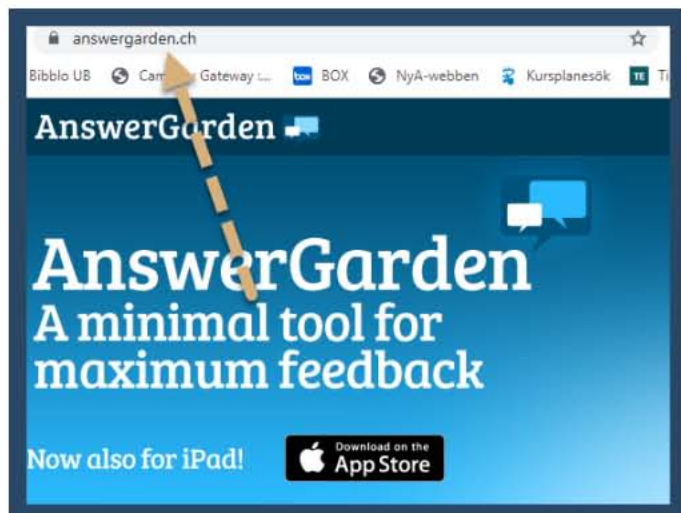 answergarden.ch
Bibblo UB Gateway :... BOX NyA-webben Kursplanesök TE Ti
AnswerGarden
AnswerGarden
A minimal tool for
maximum feedback
Now also for iPad!
Download on the
App Store